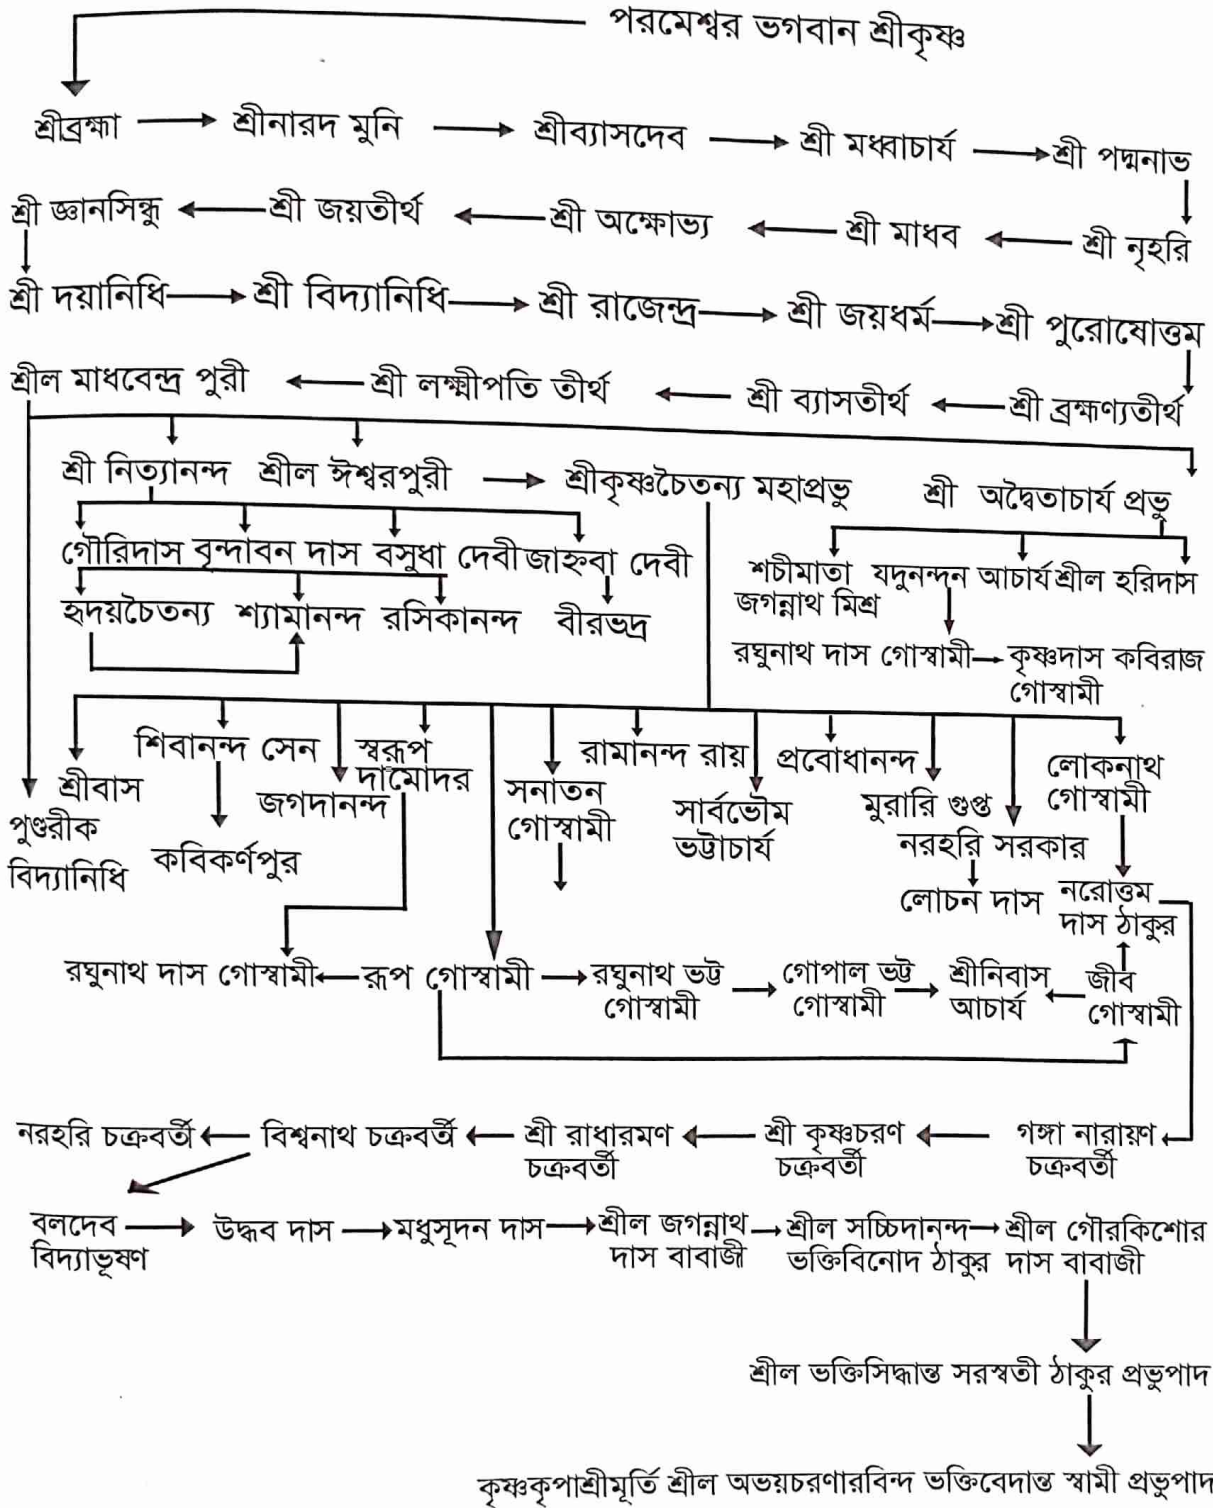 পরমেশ্বর ভগবান শ্রীকৃষ্ণ
শ্রীব্রহ্মা শ্রীনারদ মুনি শ্রীব্যাসদেব শ্রী মধ্বাচার্য শ্রী পদ্মনাভ
শ্রী জ্ঞানসিন্ধু শ্রী জয়তীর্থ শ্রী অক্ষোভ্য শ্রী মাধব শ্রী নৃহরি
শ্রী দয়ানিধি শ্রী বিদ্যানিধি শ্রী রাজেন্দ্র শ্রী জয়ধর্ম শ্রী পুরোষোত্তম
শ্রীল মাধবেন্দ্র পুরী শ্রী লক্ষ্মীপতি তীর্থ শ্রী ব্যাসতীর্থ শ্রী ব্রহ্মণ্যতীর্থ
শ্রী নিত্যানন্দ শ্রীল ঈশ্বরপুরী শ্রীকৃষ্ণচৈতন্য মহাপ্রভু শ্রী অদ্বৈতাচার্য প্রভু
গৌরিদাস বৃন্দাবন দাস বসুধা দেবী জাহ্নবা দেবী
শচীমাতা যদুনন্দন আচার্য শ্রীল হরিদাস
জগন্নাথ মিশ্র
হৃদয়চৈতন্য শ্যামানন্দ রসিকানন্দ বীরভদ্র
রঘুনাথ দাস গোস্বামী কৃষ্ণদাস কবিরাজ
গোস্বামী
শিবানন্দ সেন স্বরূপ রামানন্দ রায় প্রবোধানন্দ লোকনাথ
শ্রীবাস জগদানন্দ দামোদর সনাতন সার্বভৌম মুরারি গুপ্ত গোস্বামী
পুণ্ডরীক গোস্বামী ভট্টাচার্য নরহরি সরকার
বিদ্যানিধি কবিকর্ণপুর লোচন দাস নরোত্তম
দাস ঠাকুর
রঘুনাথ দাস গোস্বামী রূপ গোস্বামী রঘুনাথ ভট্ট গোপাল ভট্ট শ্রীনিবাস জীব
গোস্বামী গোস্বামী আচার্য গোস্বামী
নরহরি চক্রবর্তী বিশ্বনাথ চক্রবর্তী শ্রী রাধারমণ শ্রী কৃষ্ণচরণ গঙ্গা নারায়ণ
চক্রবর্তী চক্রবর্তী চক্রবর্তী
বলদেব উদ্ধব দাস মধুসূদন দাস শ্রীল জগন্নাথ শ্রীল সচ্চিদানন্দ শ্রীল গৌরকিশোর
বিদ্যাভূষণ দাস বাবাজী ভক্তিবিনোদ ঠাকুর দাস বাবাজী
শ্রীল ভক্তিসিদ্ধান্ত সরস্বতী ঠাকুর প্রভুপাদ
কৃষ্ণকৃপাশ্রীমূর্তি শ্রীল অভয়চরণারবিন্দ ভক্তিবেদান্ত স্বামী প্রভুপাদ